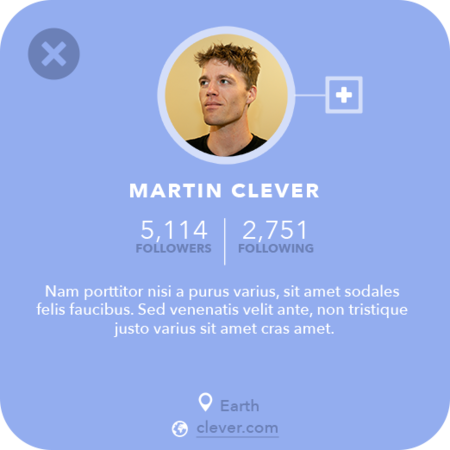 MARTIN CLEVER
5,114 2,751
FOLLOWERS FOLLOWING
Nam porttitor nisi a purus varius, sit amet sodales
felis faucibus. Sed venenatis velit ante, non tristique
justo varius sit amet cras amet.
Earth
clever.com